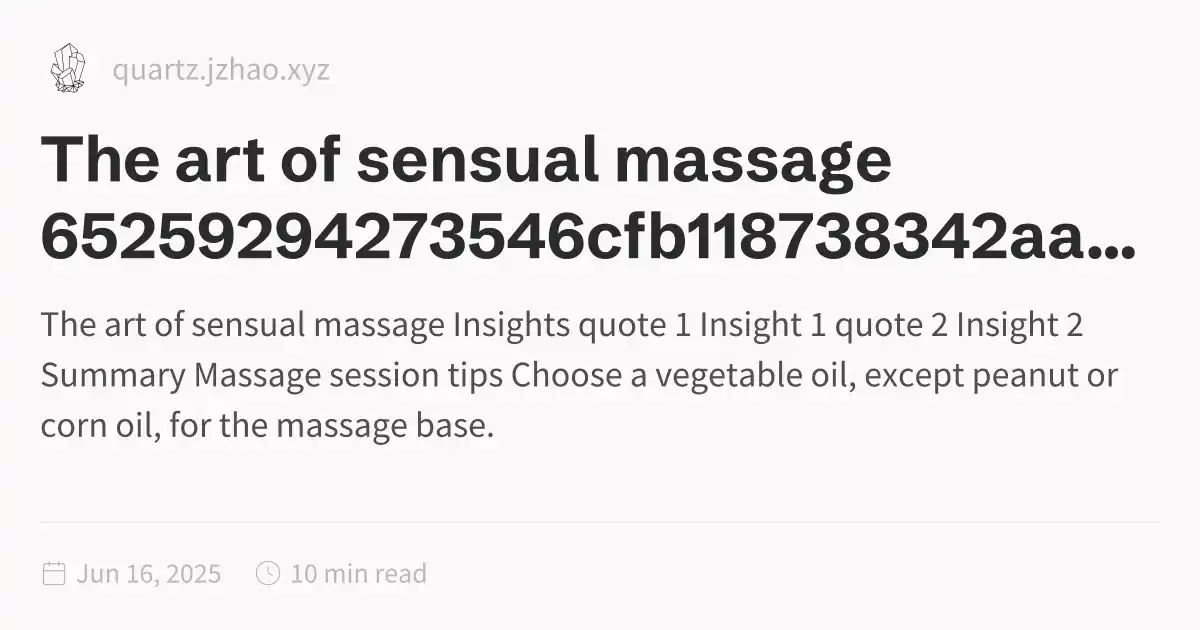 quartz.jzhao.xyz
The art of sensual massage
65259294273546cfb118738342aa...
The art of sensual massage Insights quote 1 Insight 1 quote 2 Insight 2
Summary Massage session tips Choose a vegetable oil, except peanut or
corn oil, for the massage base.
Jun 16, 2025 10 min read